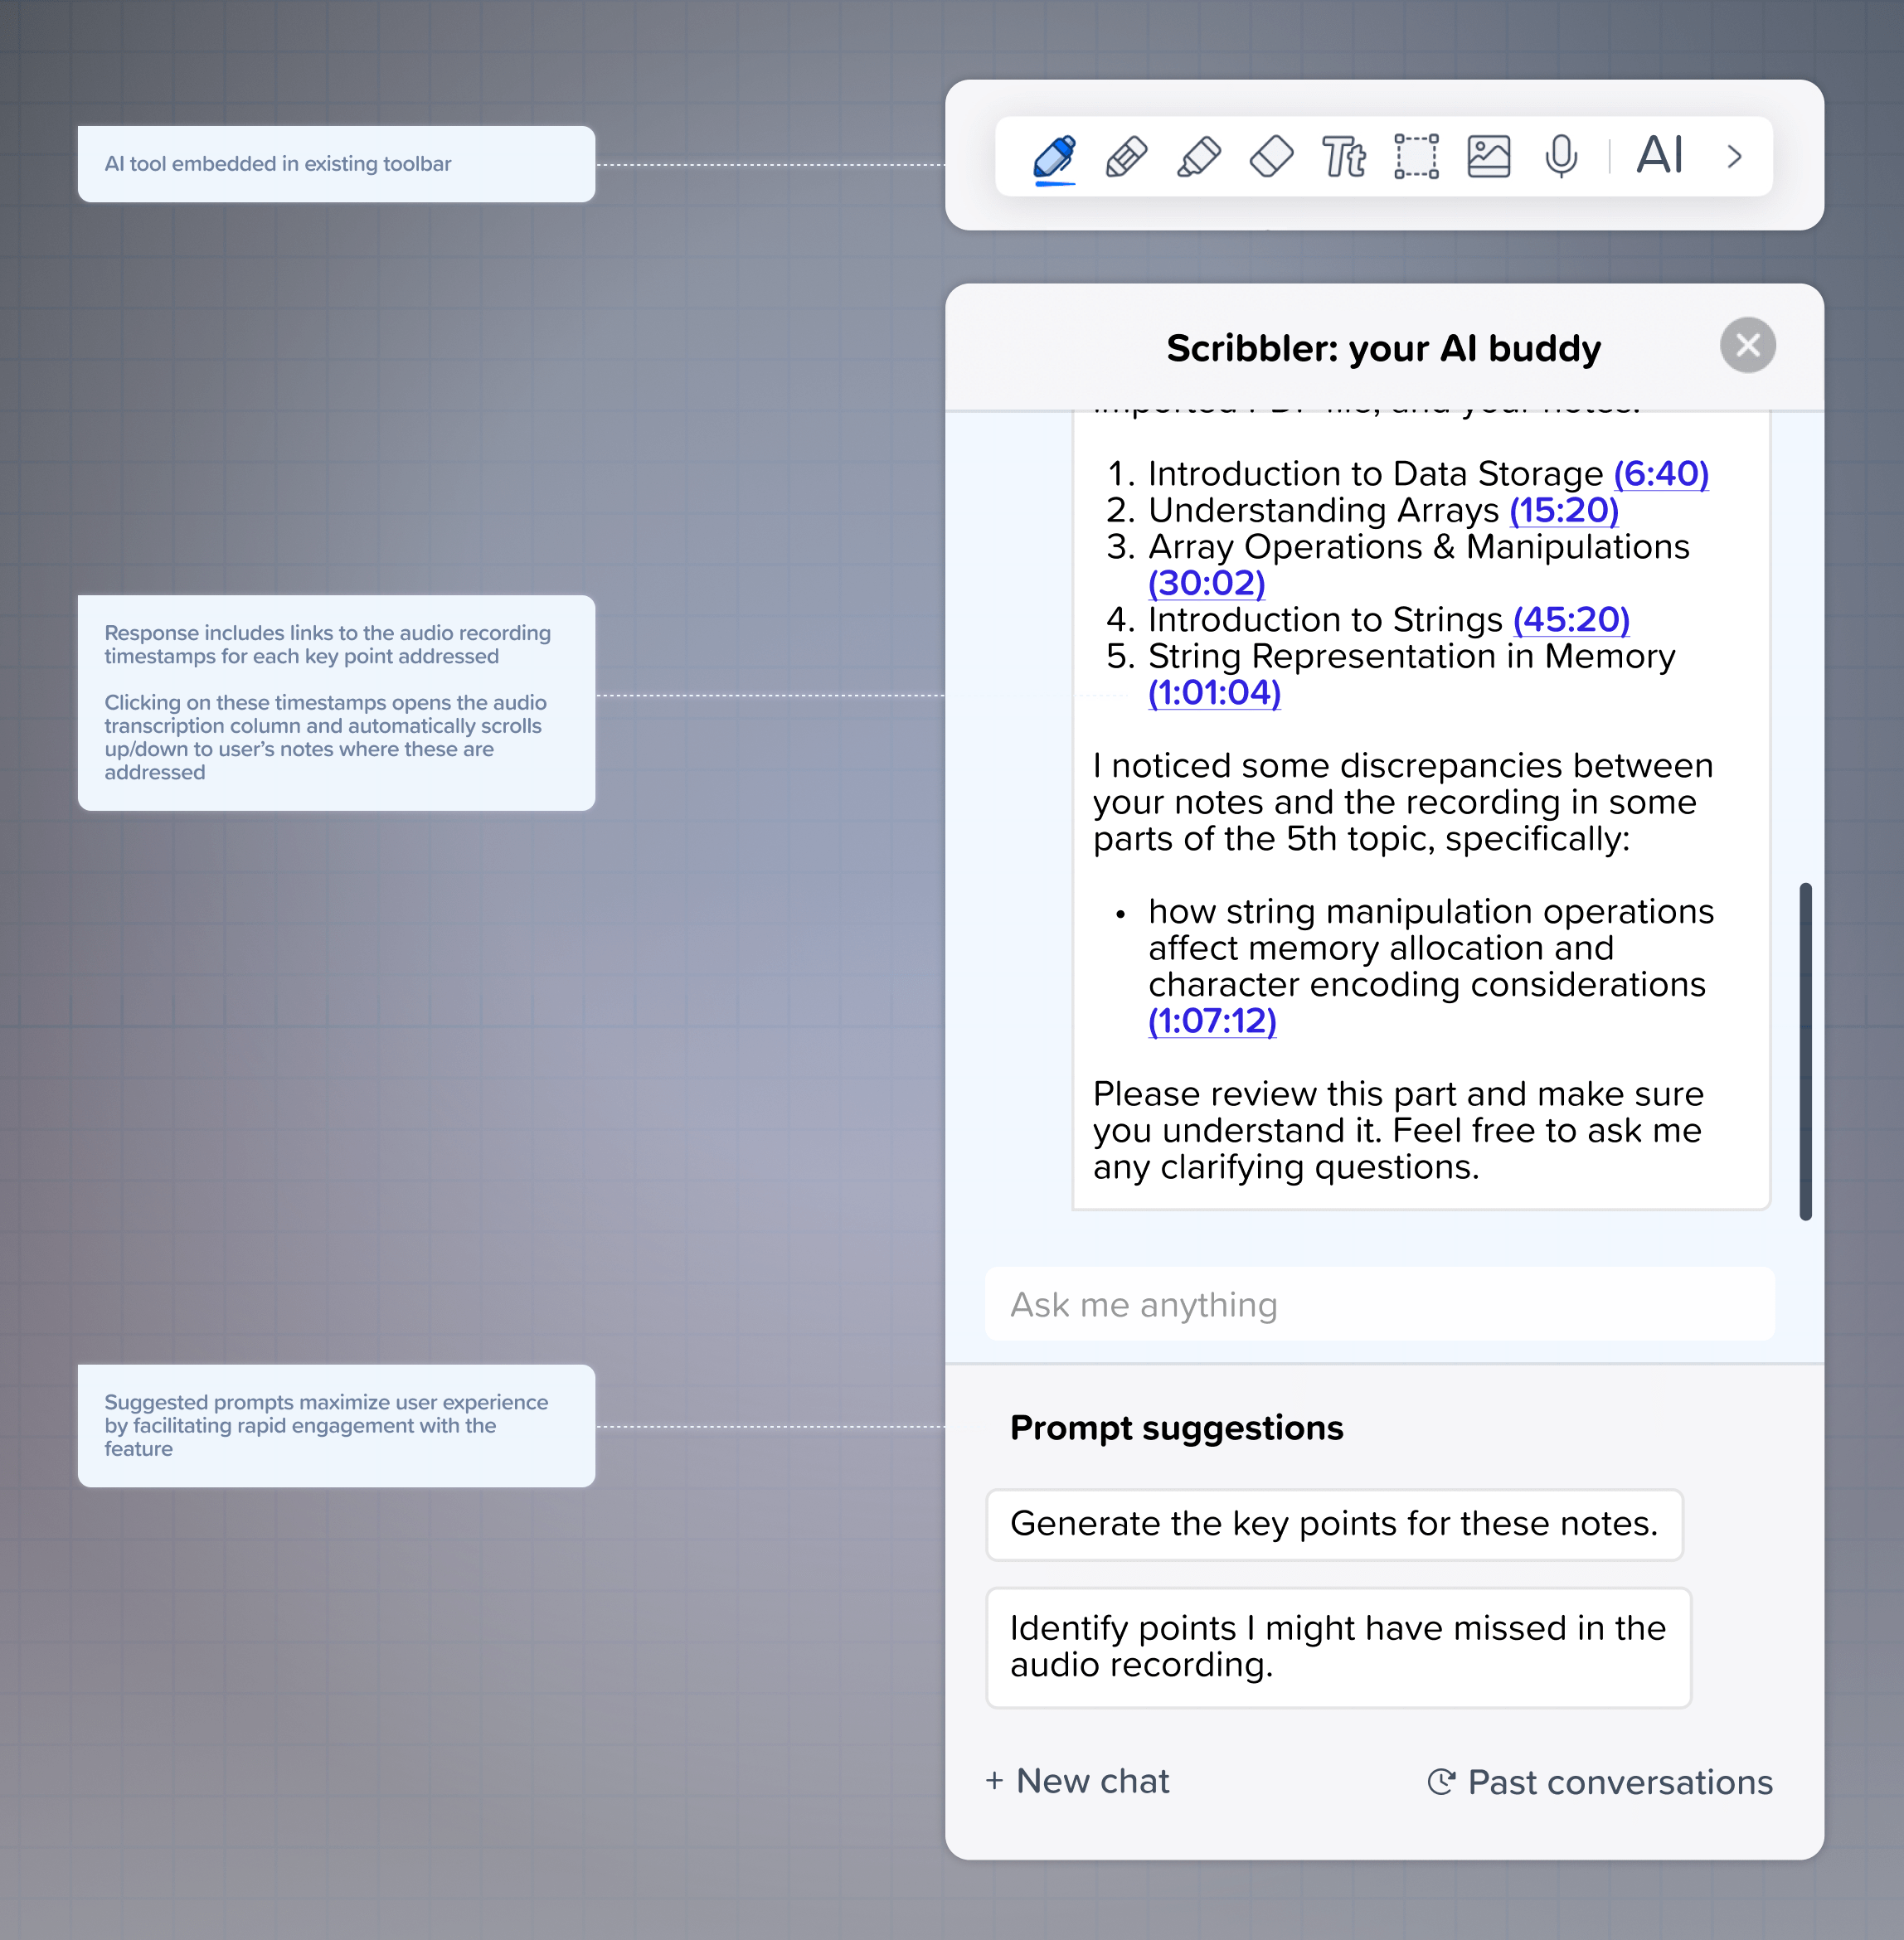 AI tool embedded in existing toolbar
Tt
AI
Scribbler: your AI buddy
imported PDF file, and your notes:
1. Introduction to Data Storage (6:40)
2. Understanding Arrays (15:20)
3. Array Operations & Manipulations
(30:02)
4. Introduction to Strings (45:20)
5. String Representation in Memory
(1:01:04)
Response includes links to the audio recording
timestamps for each key point addressed
Clicking on these timestamps opens the audio
transcription column and automatically scrolls
up/down to user’s notes where these are
addressed
I noticed some discrepancies between
your notes and the recording in some
parts of the 5th topic, specifically:
• how string manipulation operations
affect memory allocation and
character encoding considerations
(1:07:12)
Please review this part and make sure
you understand it. Feel free to ask me
any clarifying questions.
Ask me anything
Suggested prompts maximize user experience
by facilitating rapid engagement with the
feature
Prompt suggestions
Generate the key points for these notes.
Identify points I might have missed in the
audio recording.
+ New chat
Past conversations